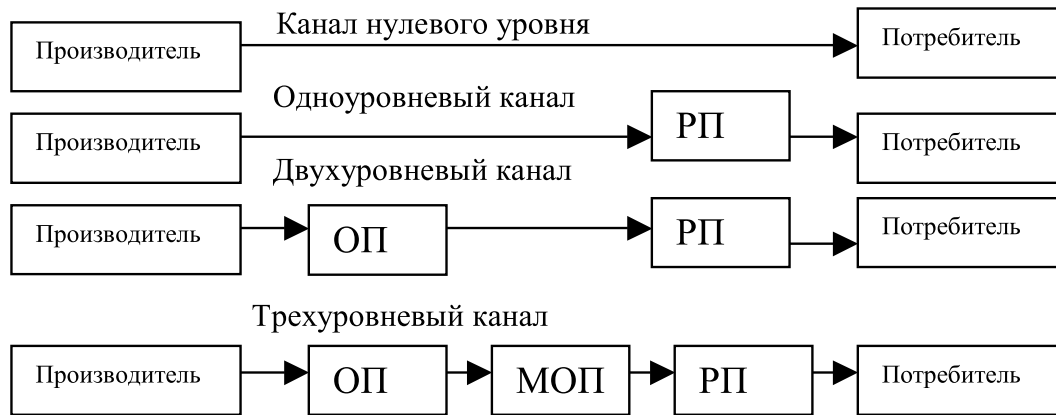 Канал нулевого уровня
Производитель
Потребитель
Одноуровневый канал
Производитель
РП
Потребитель
Двухуровневый канал
Производитель
ОП
РП
Потребитель
Трехуровневый канал
Производитель
ОП
МОП
РП
Потребитель